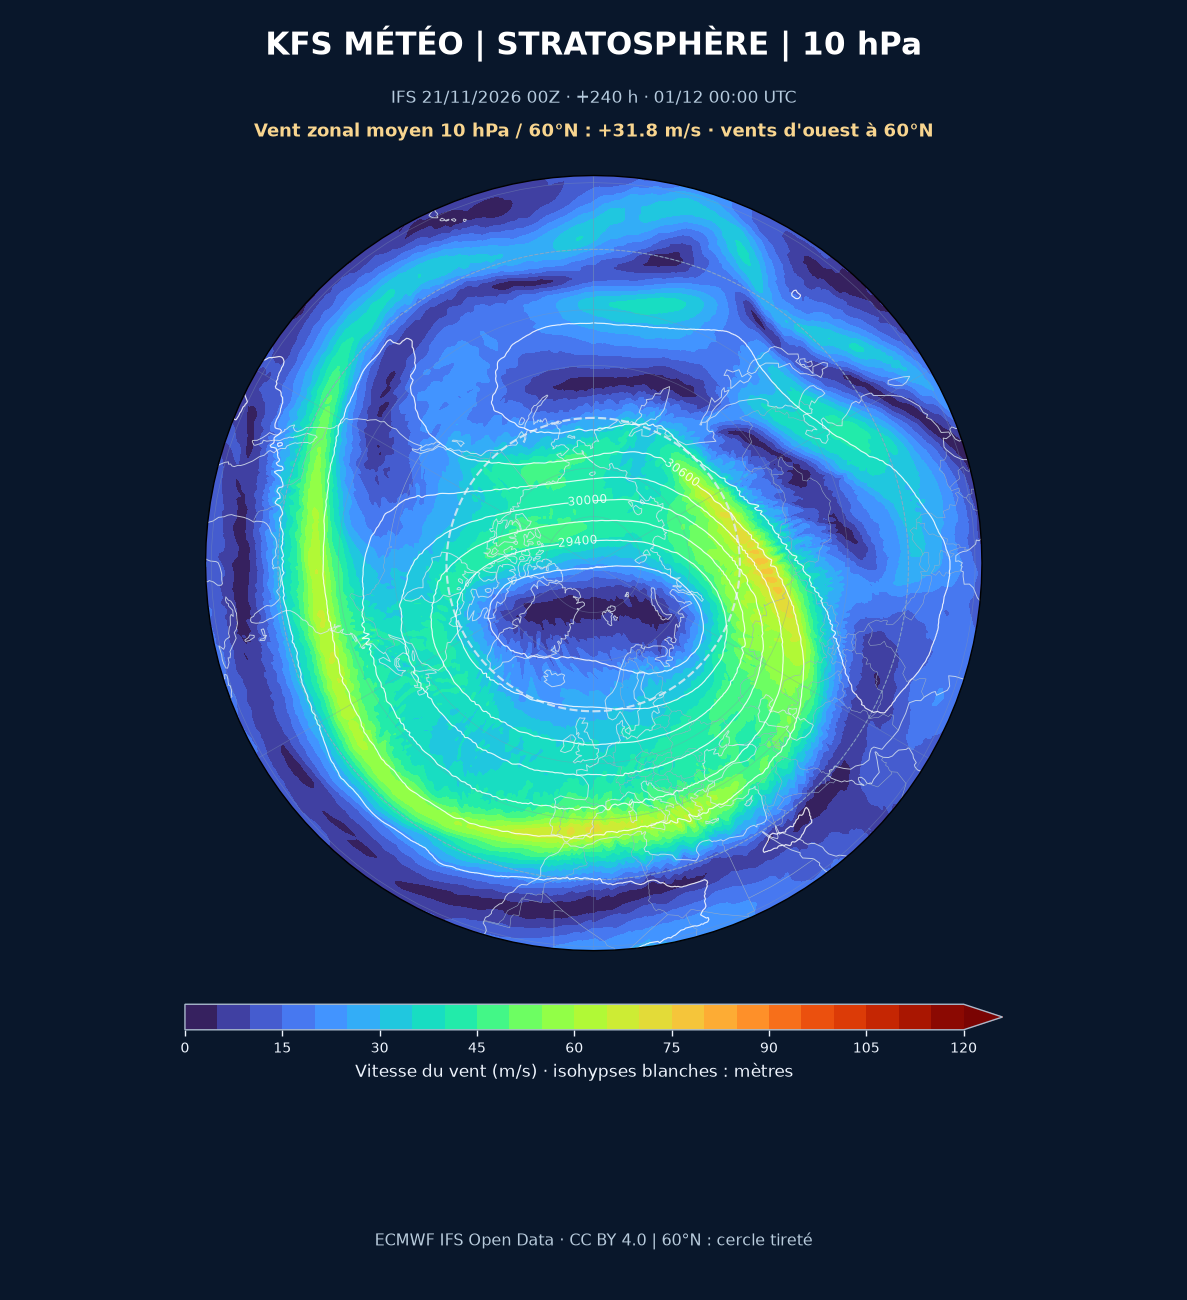 KFS MÉTÉO | STRATOSPHÈRE | 10 hPa
IFS 21/11/2026 00Z · +240 h · 01/12 00:00 UTC
Vent zonal moyen 10 hPa / 60°N : +31.8 m/s · vents d'ouest à 60°N
30600
30000
29400
0 15 30 45 60 75 90 105 120
Vitesse du vent (m/s) · isohypses blanches : mètres
ECMWF IFS Open Data · CC BY 4.0 | 60°N : cercle tireté